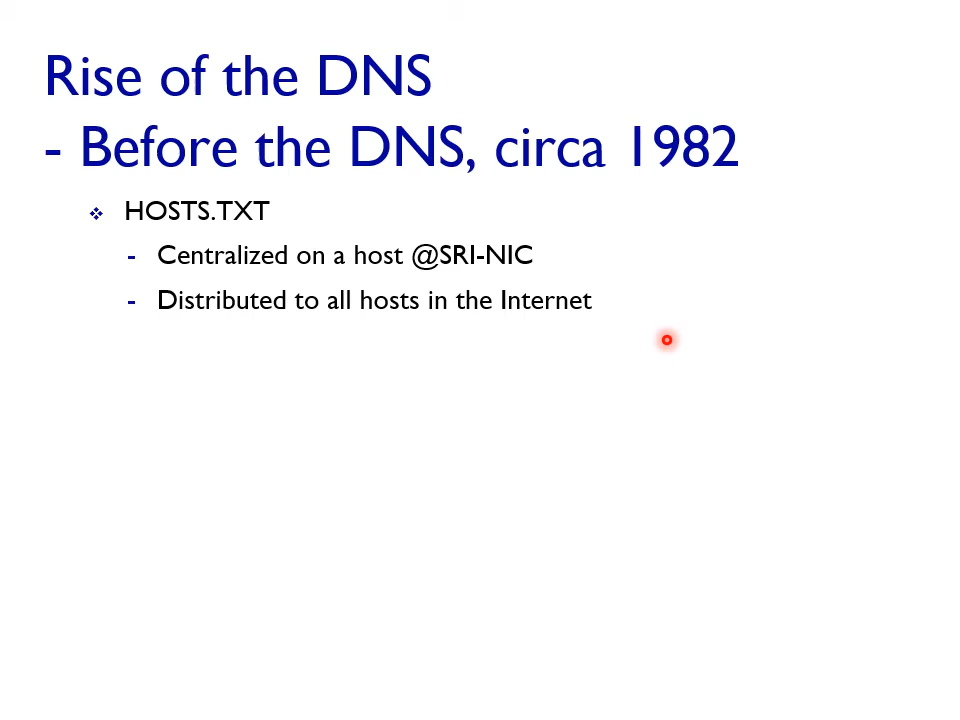 Rise of the DNS
- Before the DNS, circa 1982
❖ HOSTS.TXT
- Centralized on a host @SRI-NIC
- Distributed to all hosts in the Internet